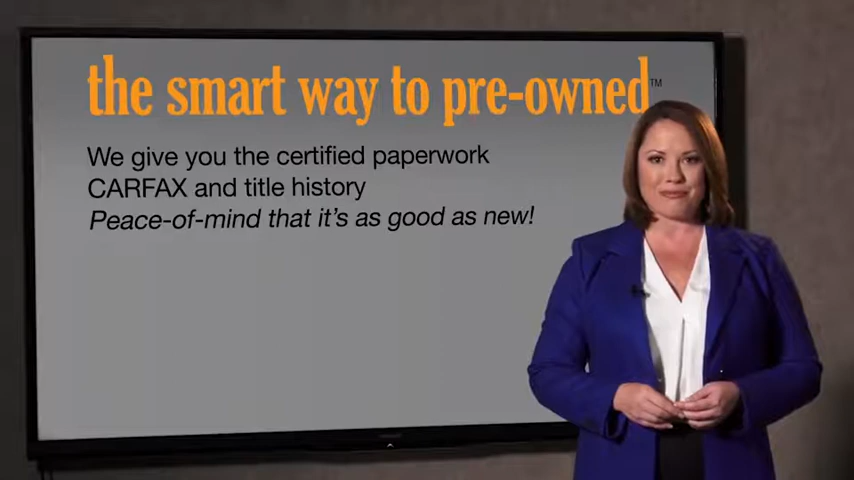 the smart way to pre-owned™
We give you the certified paperwork
CARFAX and title history
Peace-of-mind that it's as good as new!